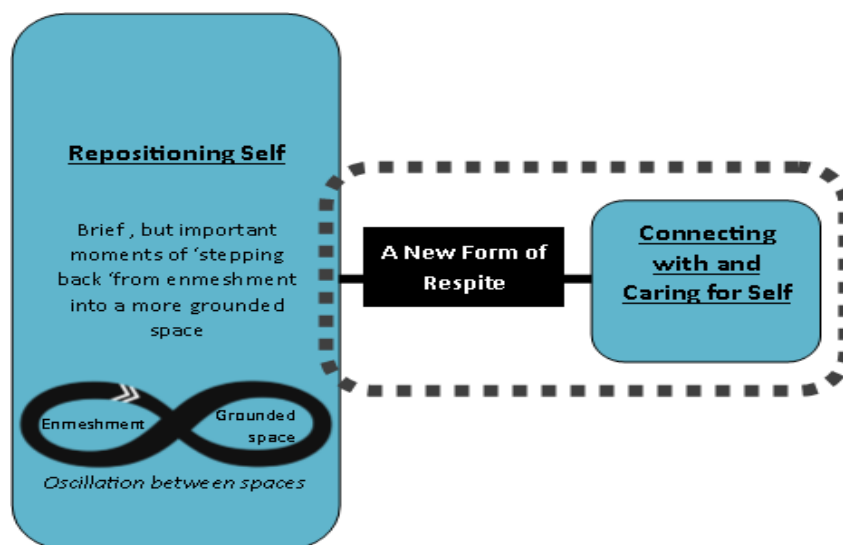 Repositioning Self
Brief , but important
moments of ‘stepping
back ‘from enmeshment
into a more grounded
space
Enmeshment
Grounded
space
Oscillation between spaces
A New Form of
Respite
Connecting
with and
Caring for Self